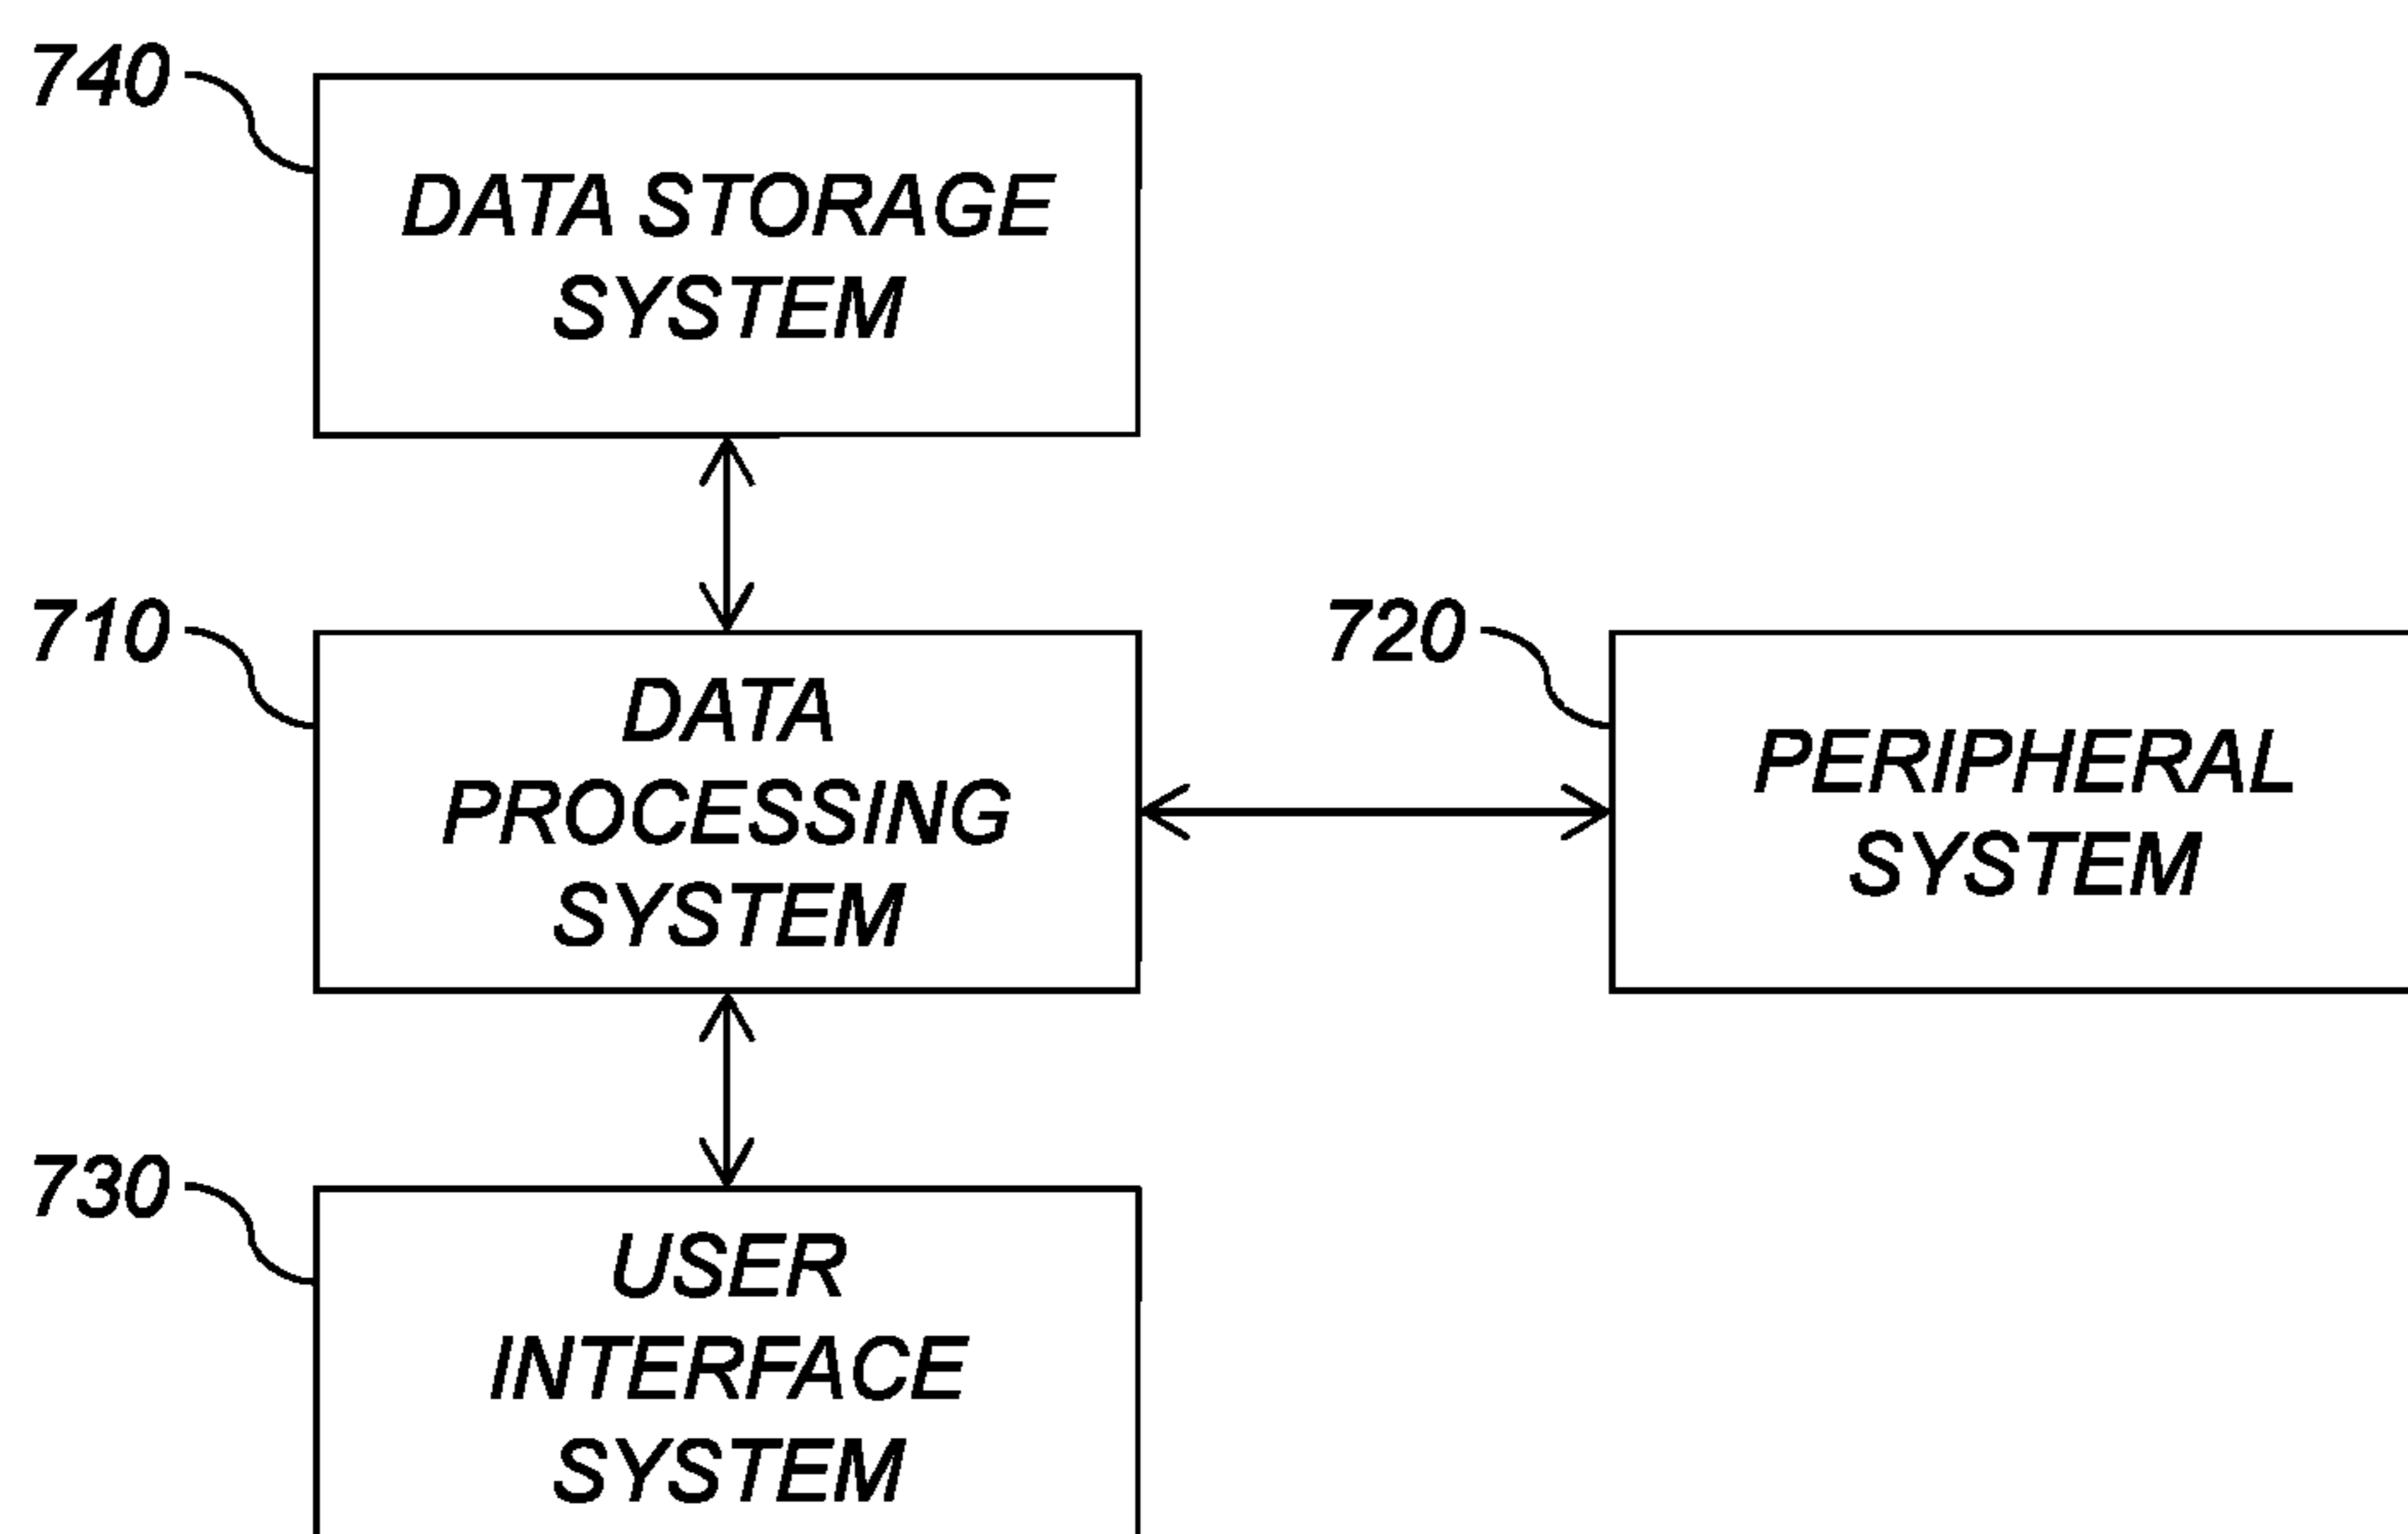 740
DATA STORAGE
SYSTEM
710
DATA
PROCESSING
SYSTEM
720
PERIPHERAL
SYSTEM
730
USER
INTERFACE
SYSTEM